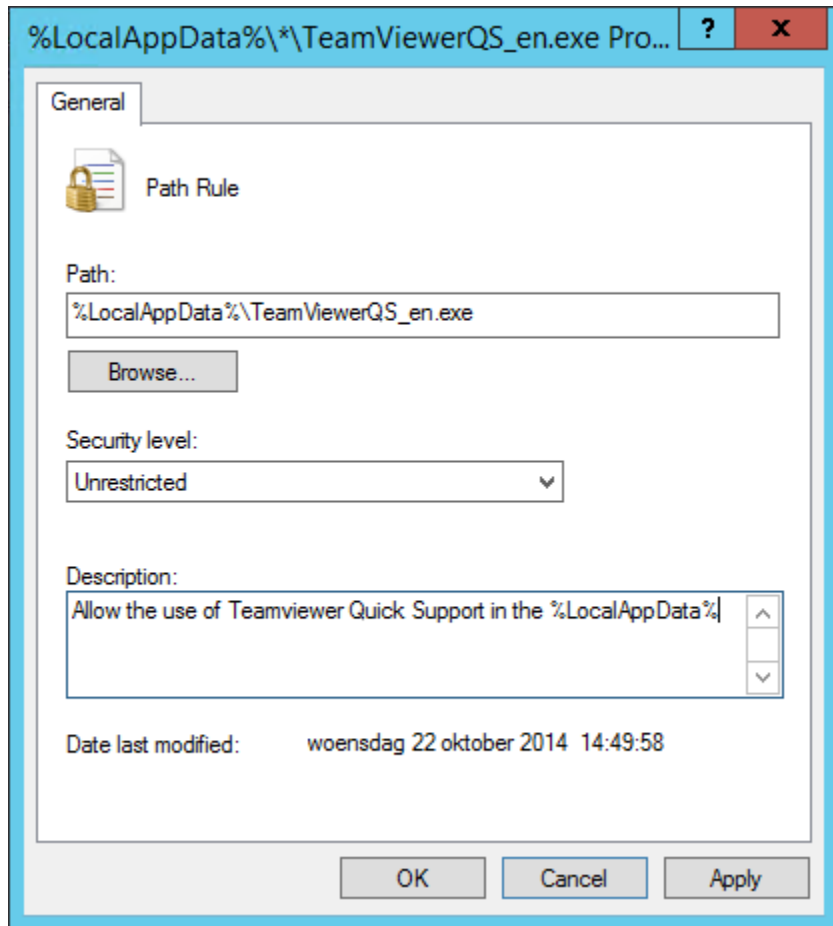 %LocalAppData%\*\TeamViewerQS_en.exe Pro...
?
x
General
Path Rule
Path:
%LocalAppData%\TeamViewerQS_en.exe
Browse...
Security level:
Unrestricted
Description:
Allow the use of Teamviewer Quick Support in the %LocalAppData%
Date last modified: woensdag 22 oktober 2014 14:49:58
OK Cancel Apply